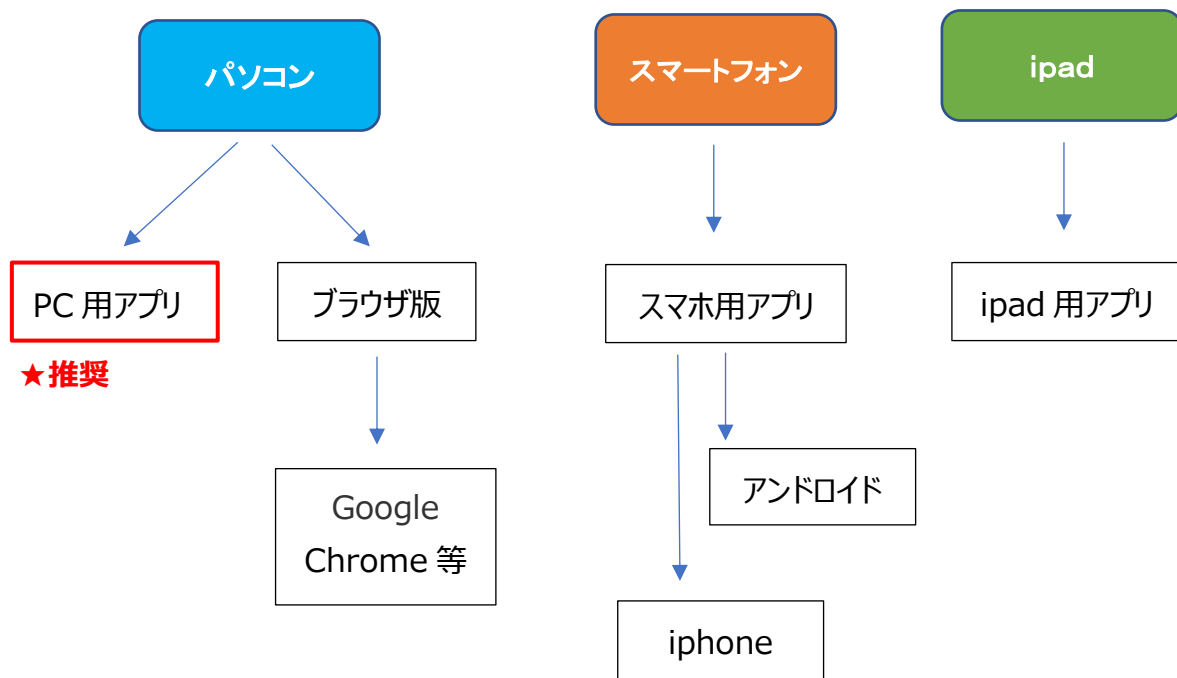 パソコン
スマートフォン
ipad
PC 用アプリ
ブラウザ版
スマホ用アプリ
ipad 用アプリ
★推奨
アンドロイド
Google
Chrome 等
iphone